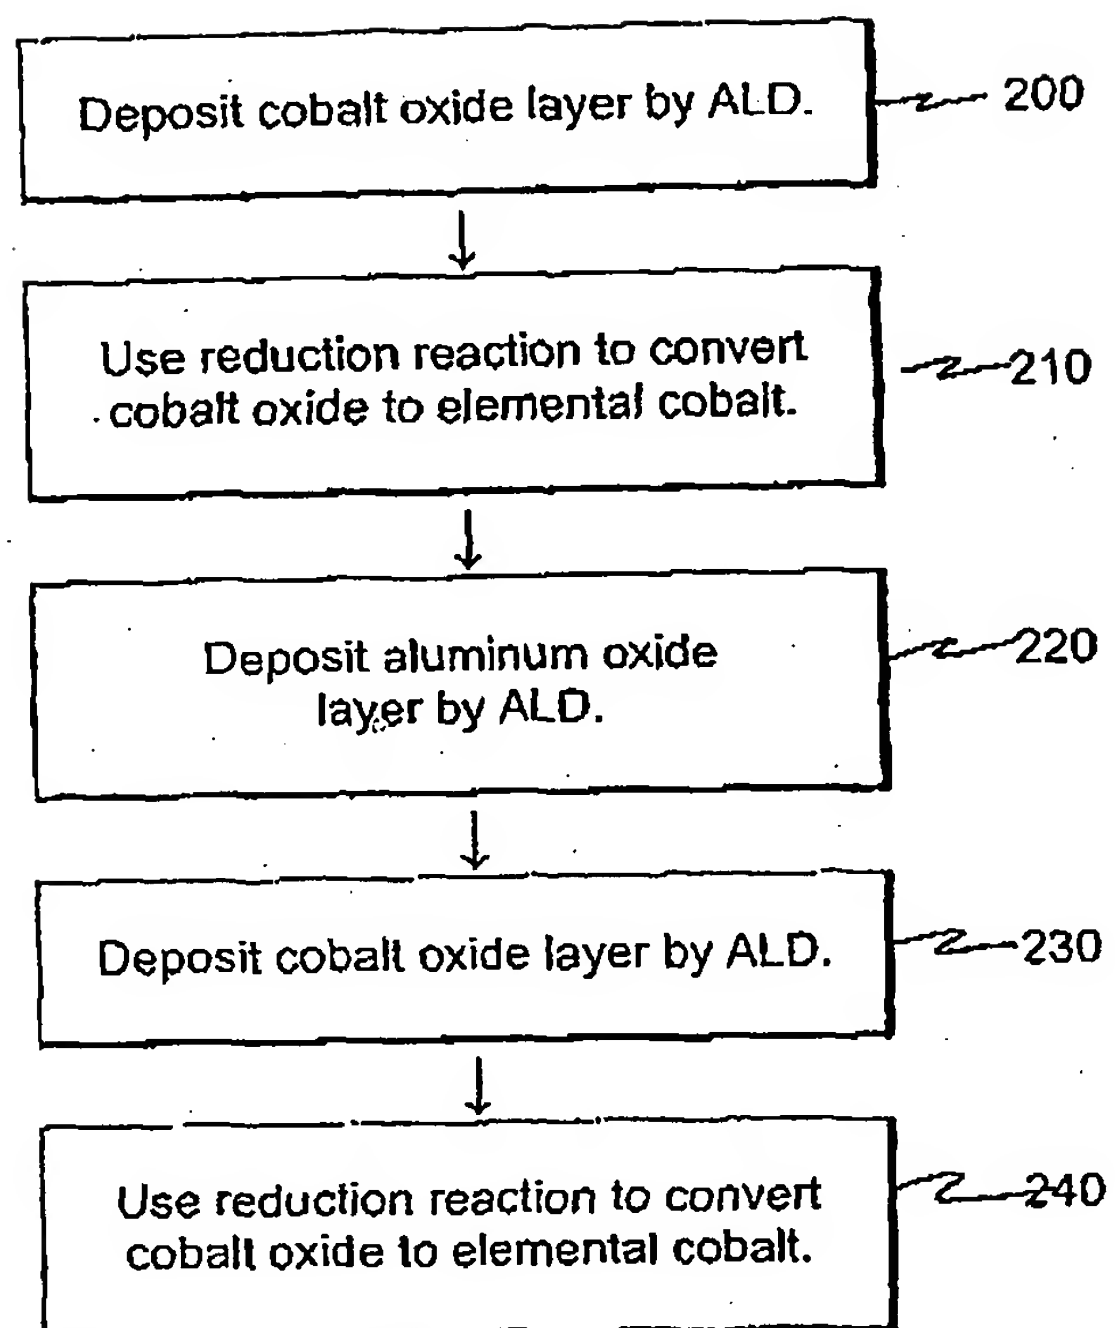 Deposit cobalt oxide layer by ALD.
200
Use reduction reaction to convert
cobalt oxide to elemental cobalt.
210
Deposit aluminum oxide
layer by ALD.
220
Deposit cobalt oxide layer by ALD.
230
Use reduction reaction to convert
cobalt oxide to elemental cobalt.
240